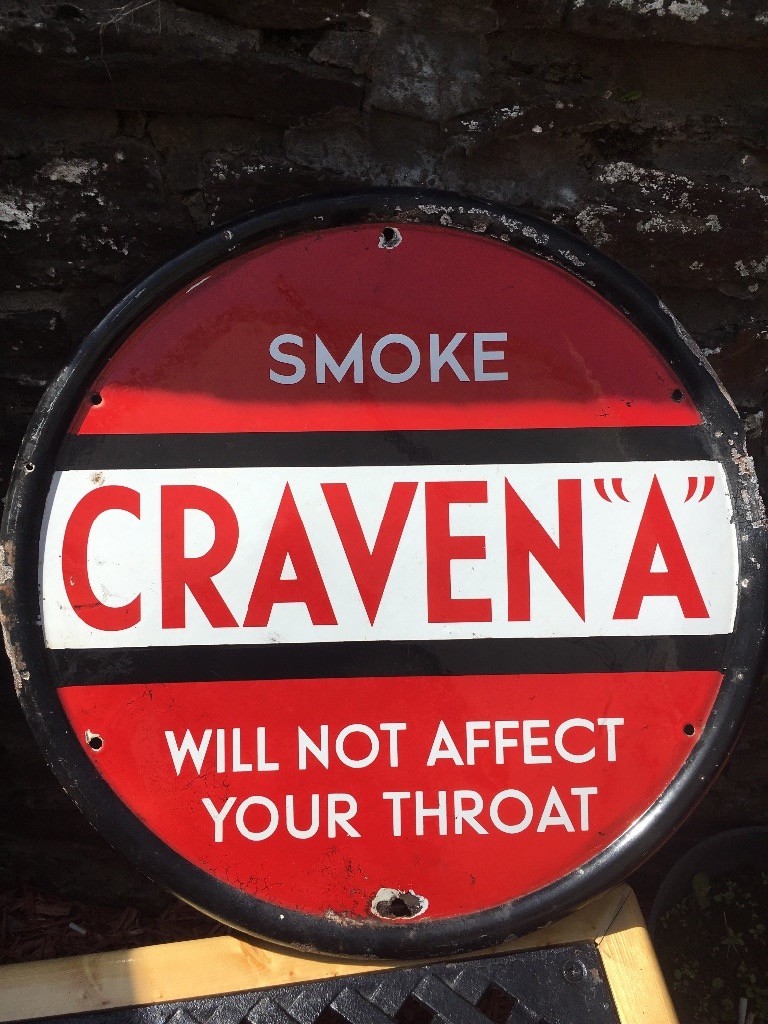 SMOKE
CRAVEN "A"
WILL NOT AFFECT
YOUR THROAT